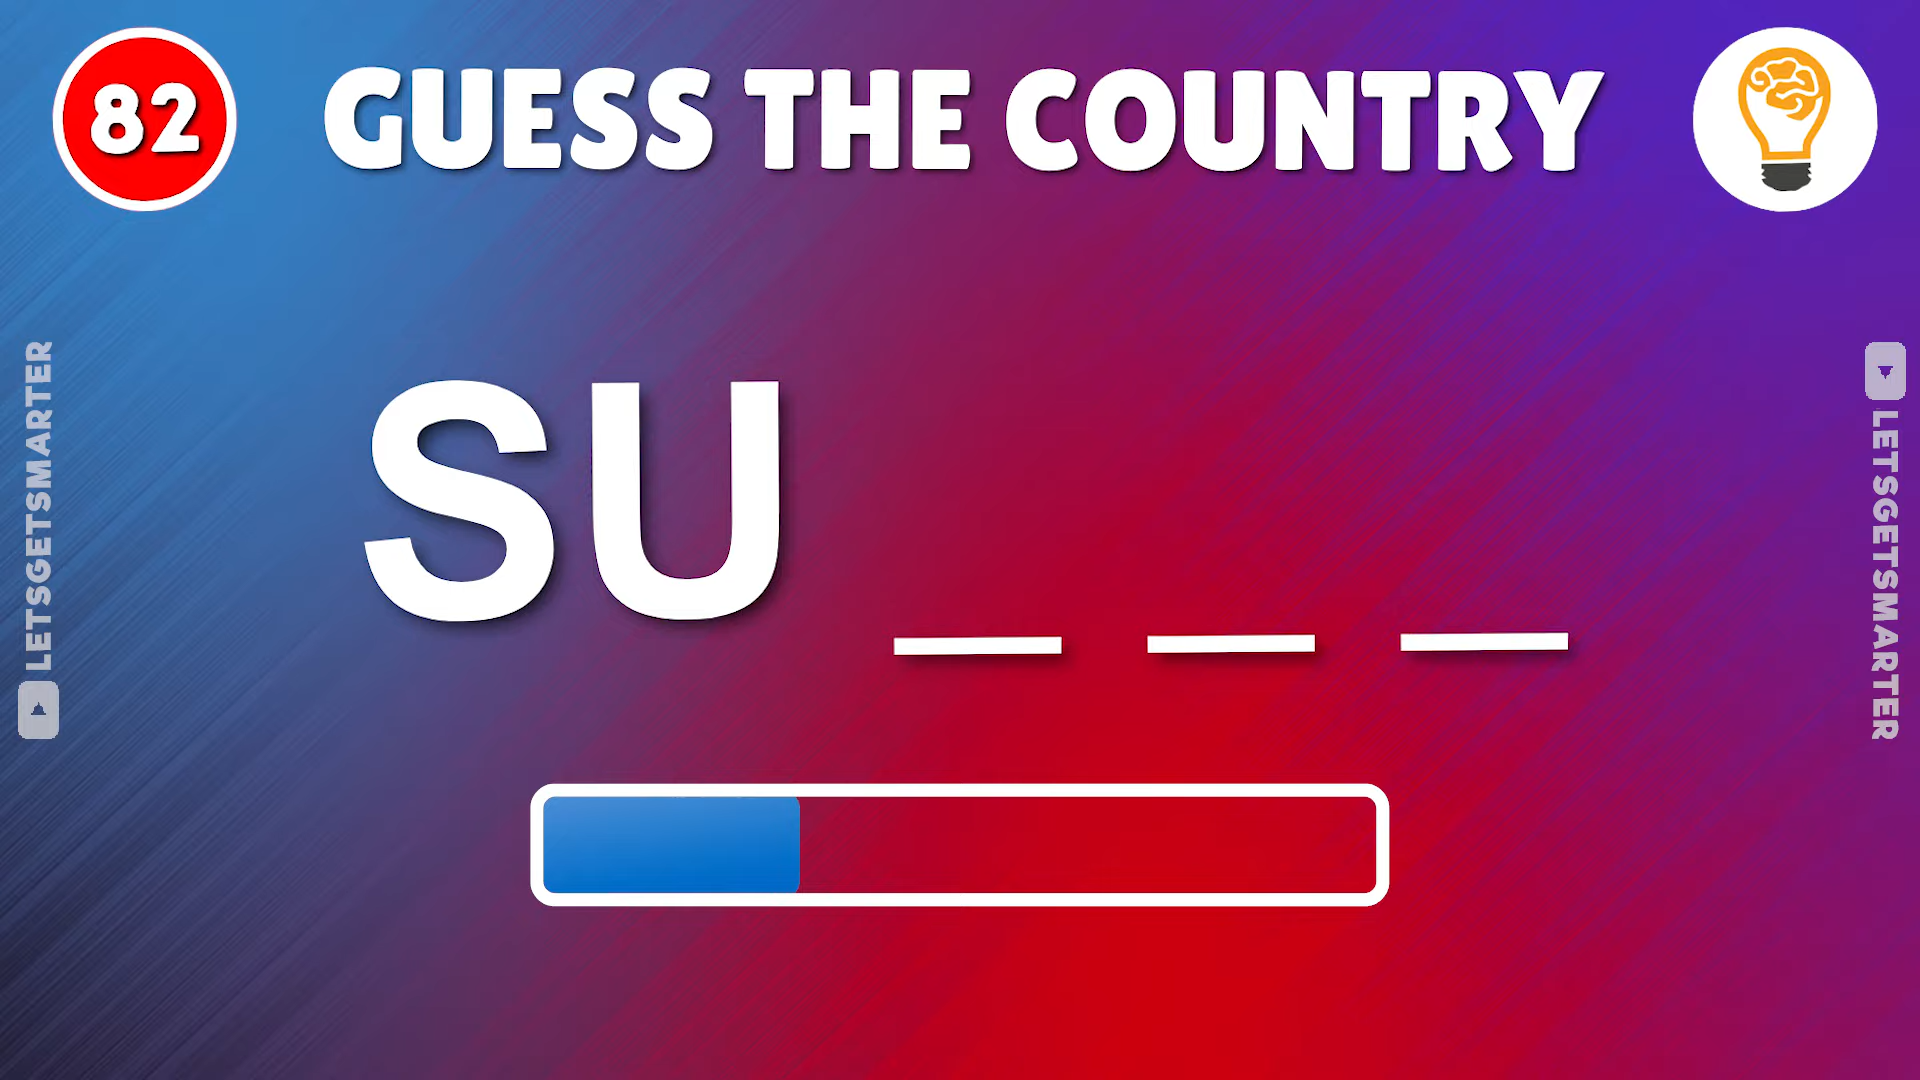 82
GUESS THE COUNTRY
SU _ _ _
LETSGETSMARTER
LETSGETSMARTER